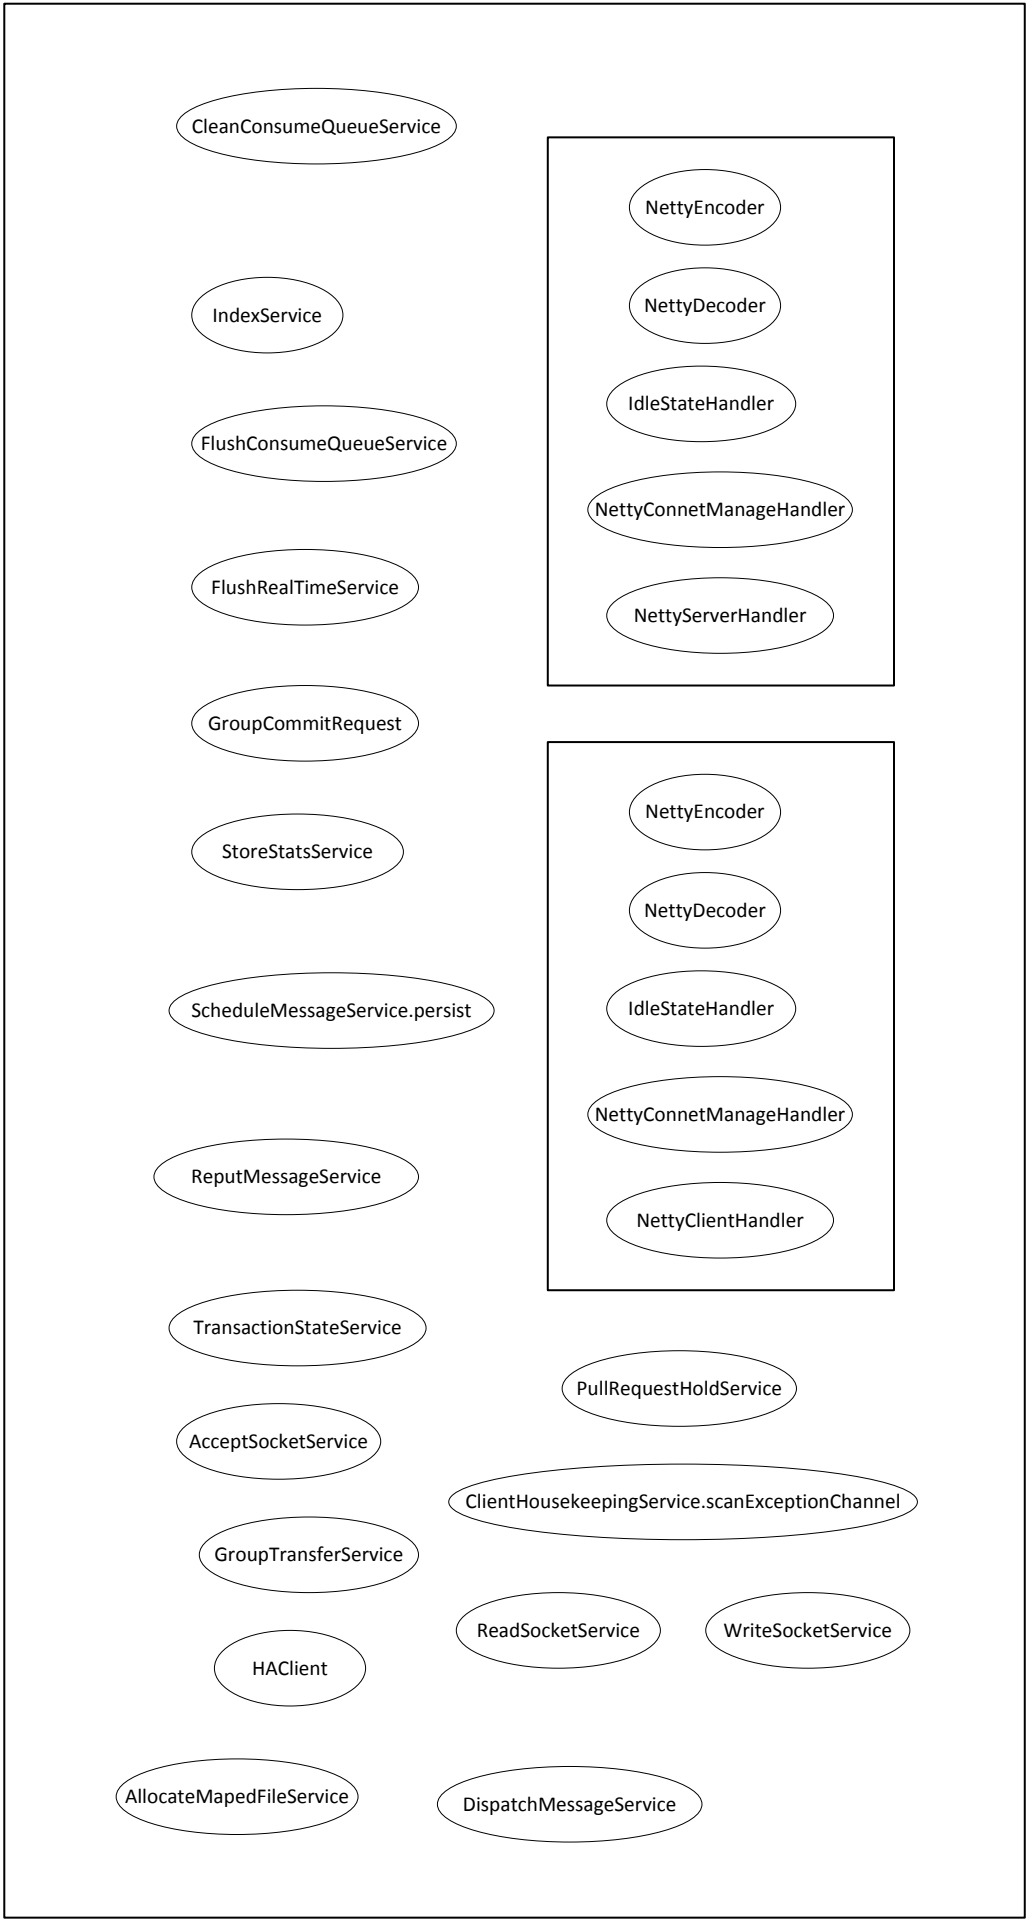 CleanConsumeQueueService
IndexService
FlushConsumeQueueService
FlushRealTimeService
GroupCommitRequest
StoreStatsService
ScheduleMessageService.persist
ReputMessageService
TransactionStateService
AcceptSocketService
GroupTransferService
HAClient
AllocateMapedFileService
NettyEncoder
NettyDecoder
IdleStateHandler
NettyConnetManageHandler
NettyServerHandler
NettyEncoder
NettyDecoder
IdleStateHandler
NettyConnetManageHandler
NettyClientHandler
PullRequestHoldService
ClientHousekeepingService.scanExceptionChannel
ReadSocketService
WriteSocketService
DispatchMessageService